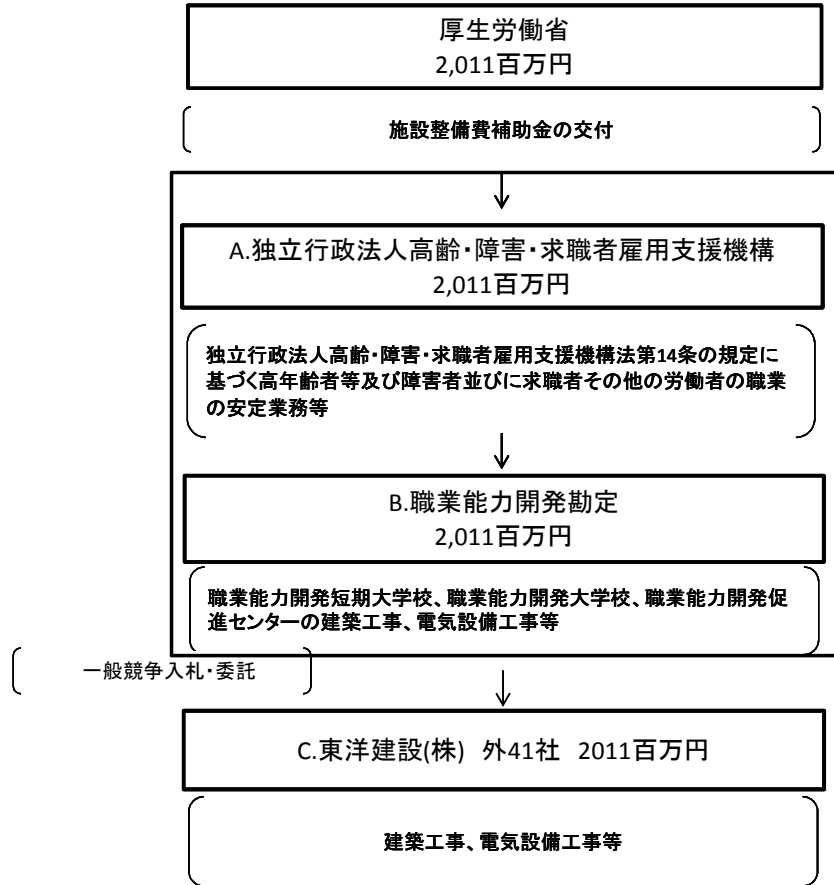 厚生労働省
2,011百万円
施設整備費補助金の交付
A.独立行政法人高齢・障害・求職者雇用支援機構
2,011百万円
独立行政法人高齢・障害・求職者雇用支援機構法第14条の規定に
基づく高年齢者等及び障害者並びに求職者その他の労働者の職業
の安定業務等
B.職業能力開発勘定
2,011百万円
職業能力開発短期大学校、職業能力開発大学校、職業能力開発促
進センターの建築工事、電気設備工事等
一般競争入札・委託
C.東洋建設(株) 外41社 2011百万円
建築工事、電気設備工事等